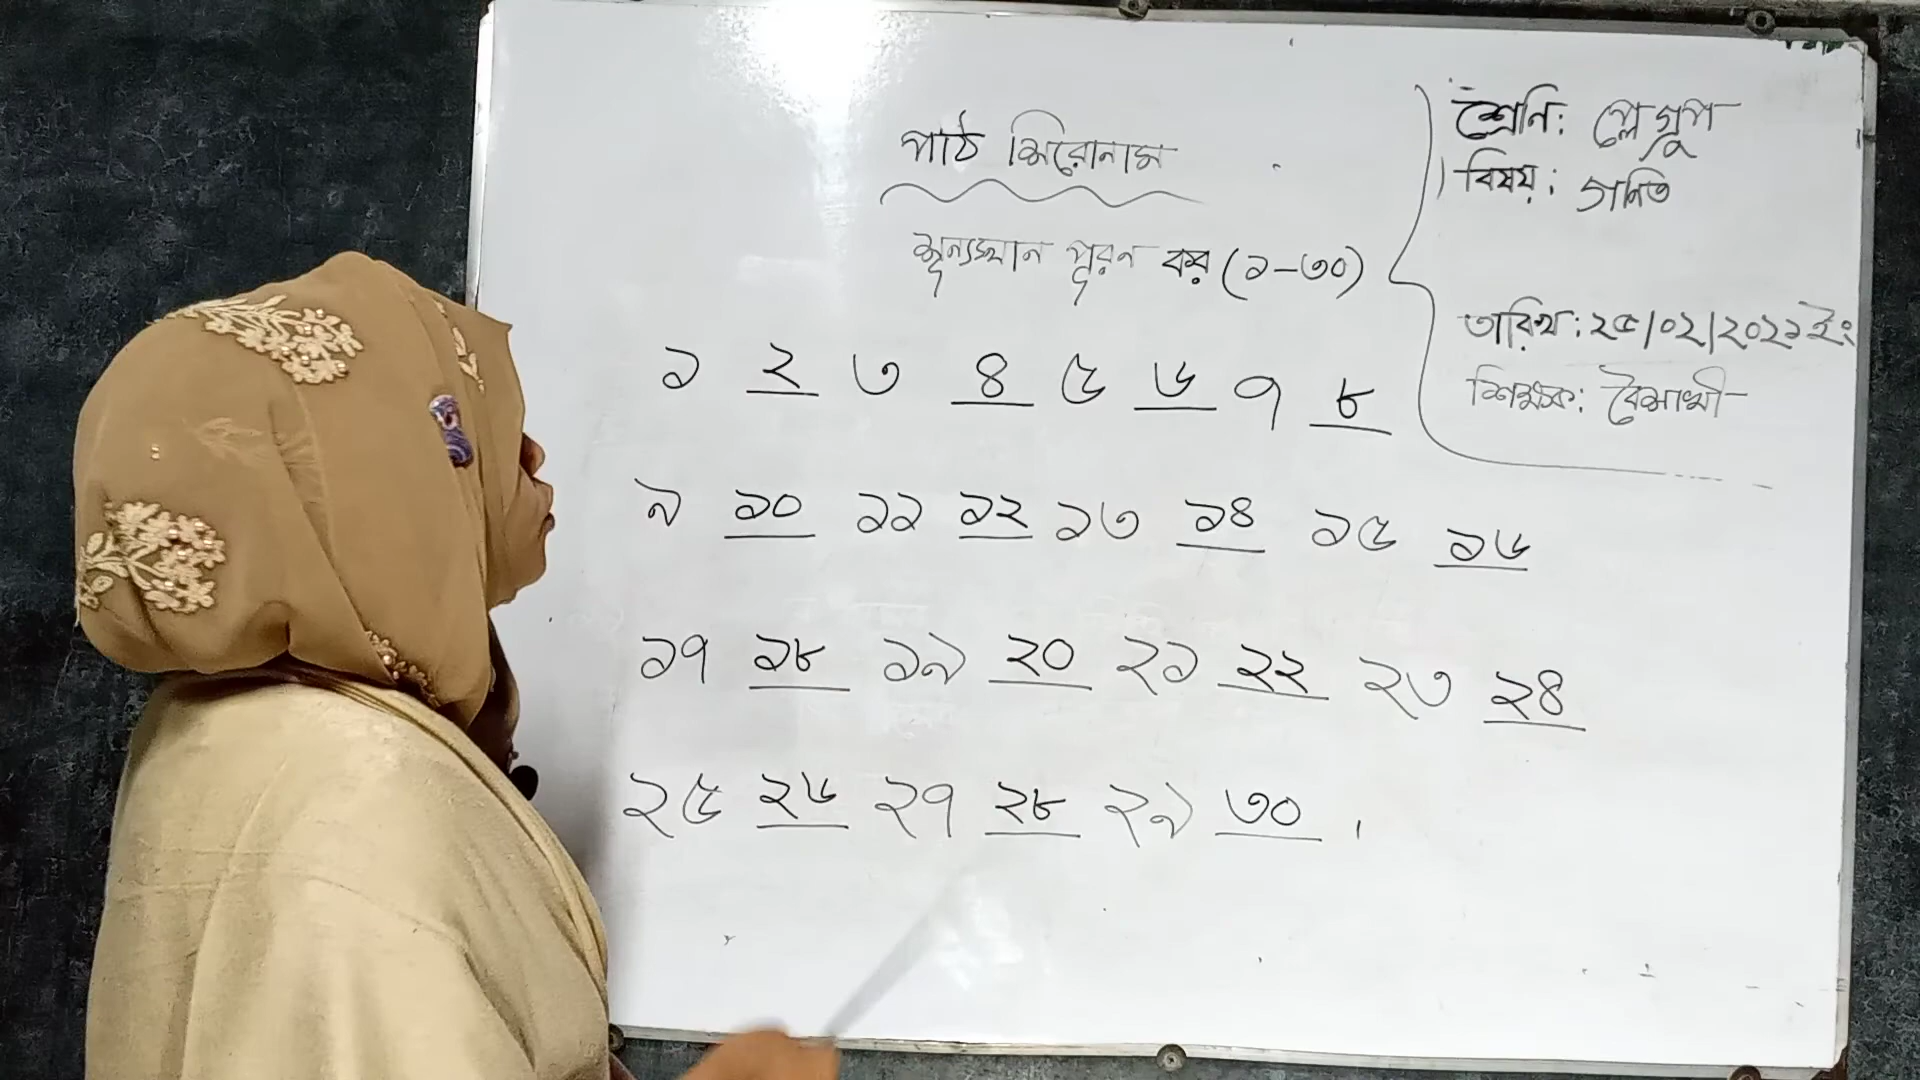 পাঠ শিরোনাম
শূন্যস্থান পূরন কর (১-৩০)
১ ২ ৩ ৪ ৫ ৬ ৭ ৮
৯ ১০ ১১ ১২ ১৩ ১৪ ১৫ ১৬
১৭ ১৮ ১৯ ২০ ২১ ২২ ২৩ ২৪
২৫ ২৬ ২৭ ২৮ ২৯ ৩০ ।
শ্রেনি: প্লে গ্রুপ
বিষয়: গনিত
তারিখ: ২৫/০২/২০২১ইং
শিক্ষক: বৈশাখী